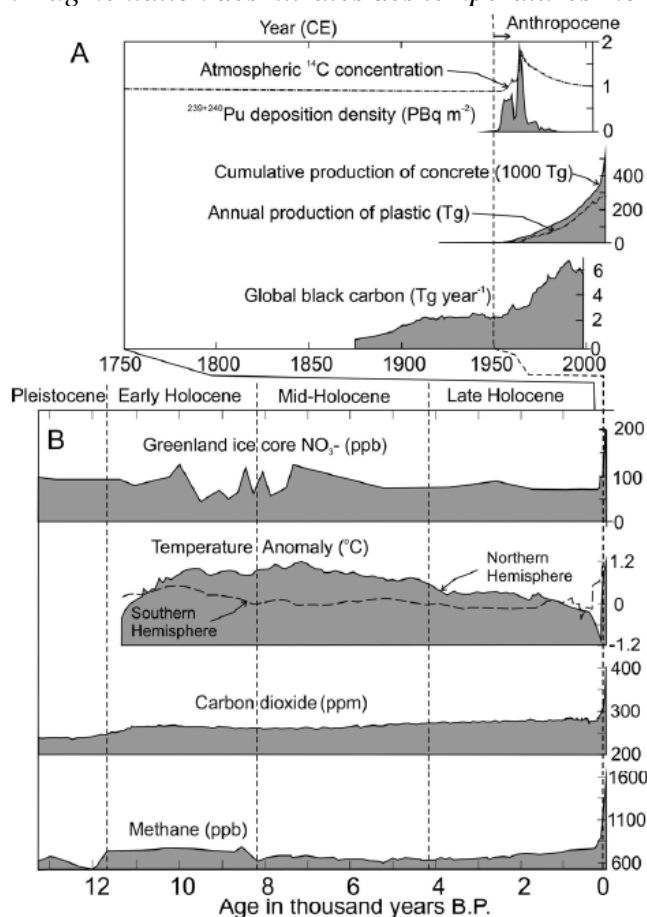 Year (CE)
Anthropocene
A
2
Atmospheric ¹⁴C concentration
1
²³⁹⁺²⁴⁰Pu deposition density (PBq m⁻²)
0
Cumulative production of concrete (1000 Tg)
400
Annual production of plastic (Tg)
200
0
6
Global black carbon (Tg year⁻¹)
4
2
0
1750 1800 1850 1900 1950 2000
Pleistocene Early Holocene Mid-Holocene Late Holocene
B
200
Greenland ice core NO₃- (ppb)
100
0
Temperature Anomaly (°C)
1.2
Northern
Hemisphere
Southern
Hemisphere
0
-1.2
400
Carbon dioxide (ppm)
300
200
1600
Methane (ppb)
1100
600
12 10 8 6 4 2 0
Age in thousand years B.P.